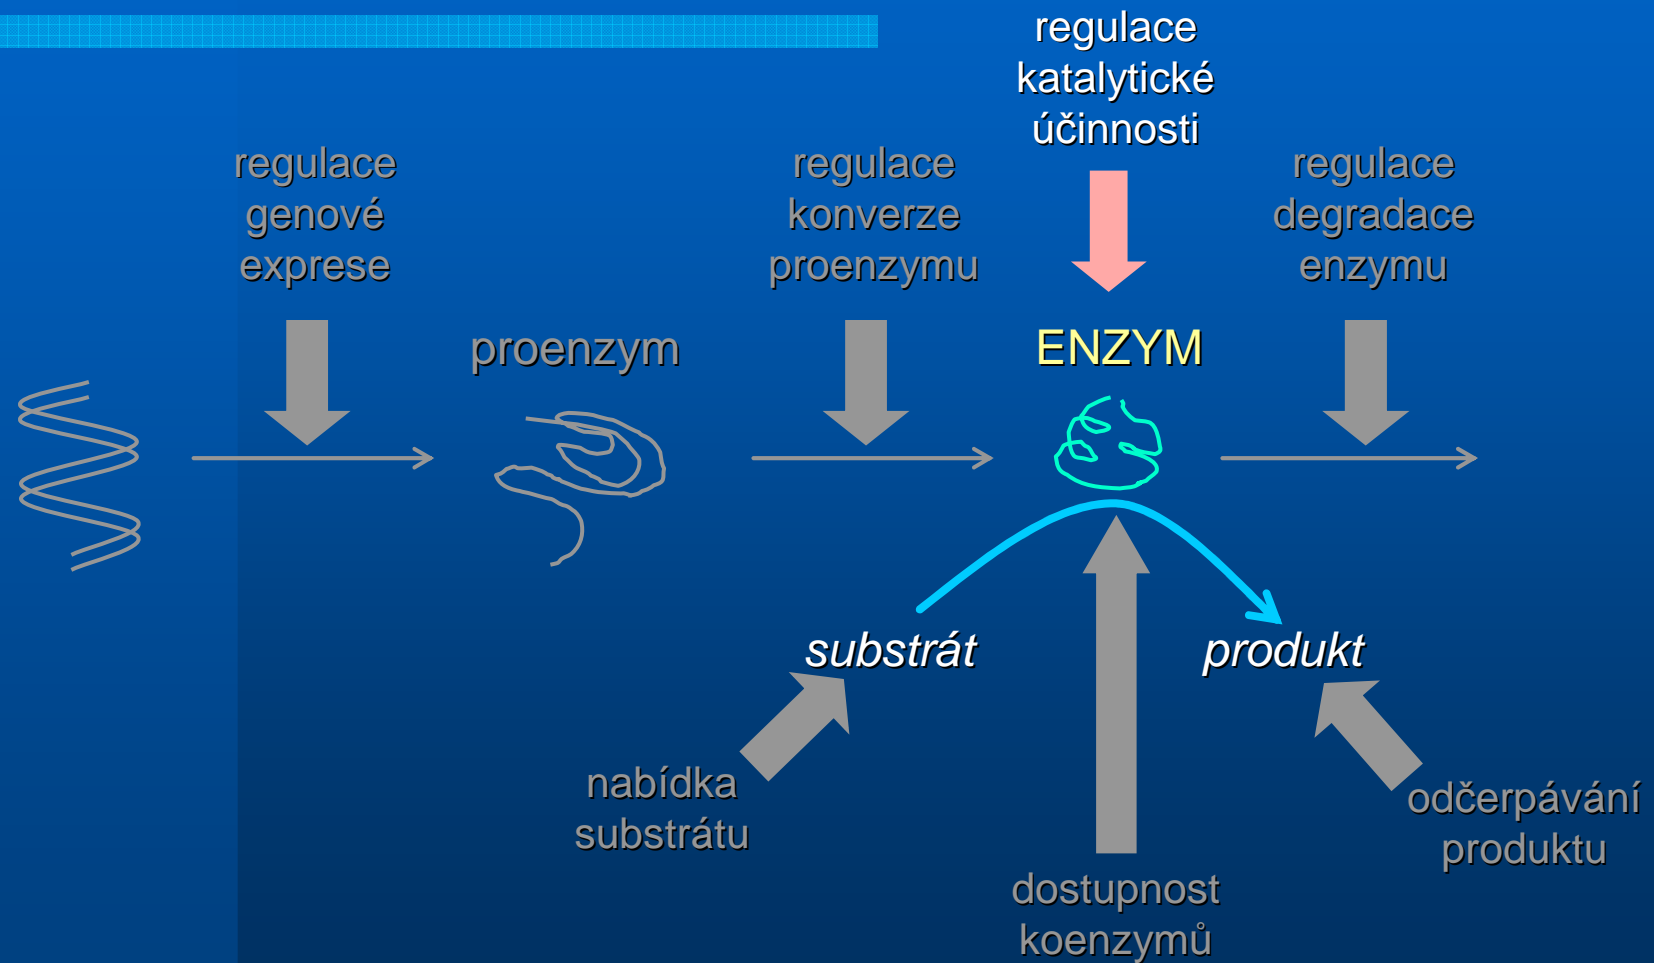 regulace
katalytické
účinnosti
regulace
genové
exprese
regulace
konverze
proenzymu
regulace
degradace
enzymu
proenzym
ENZYM
substrát
produkt
nabídka
substrátu
odčerpávání
produktu
dostupnost
koenzymů